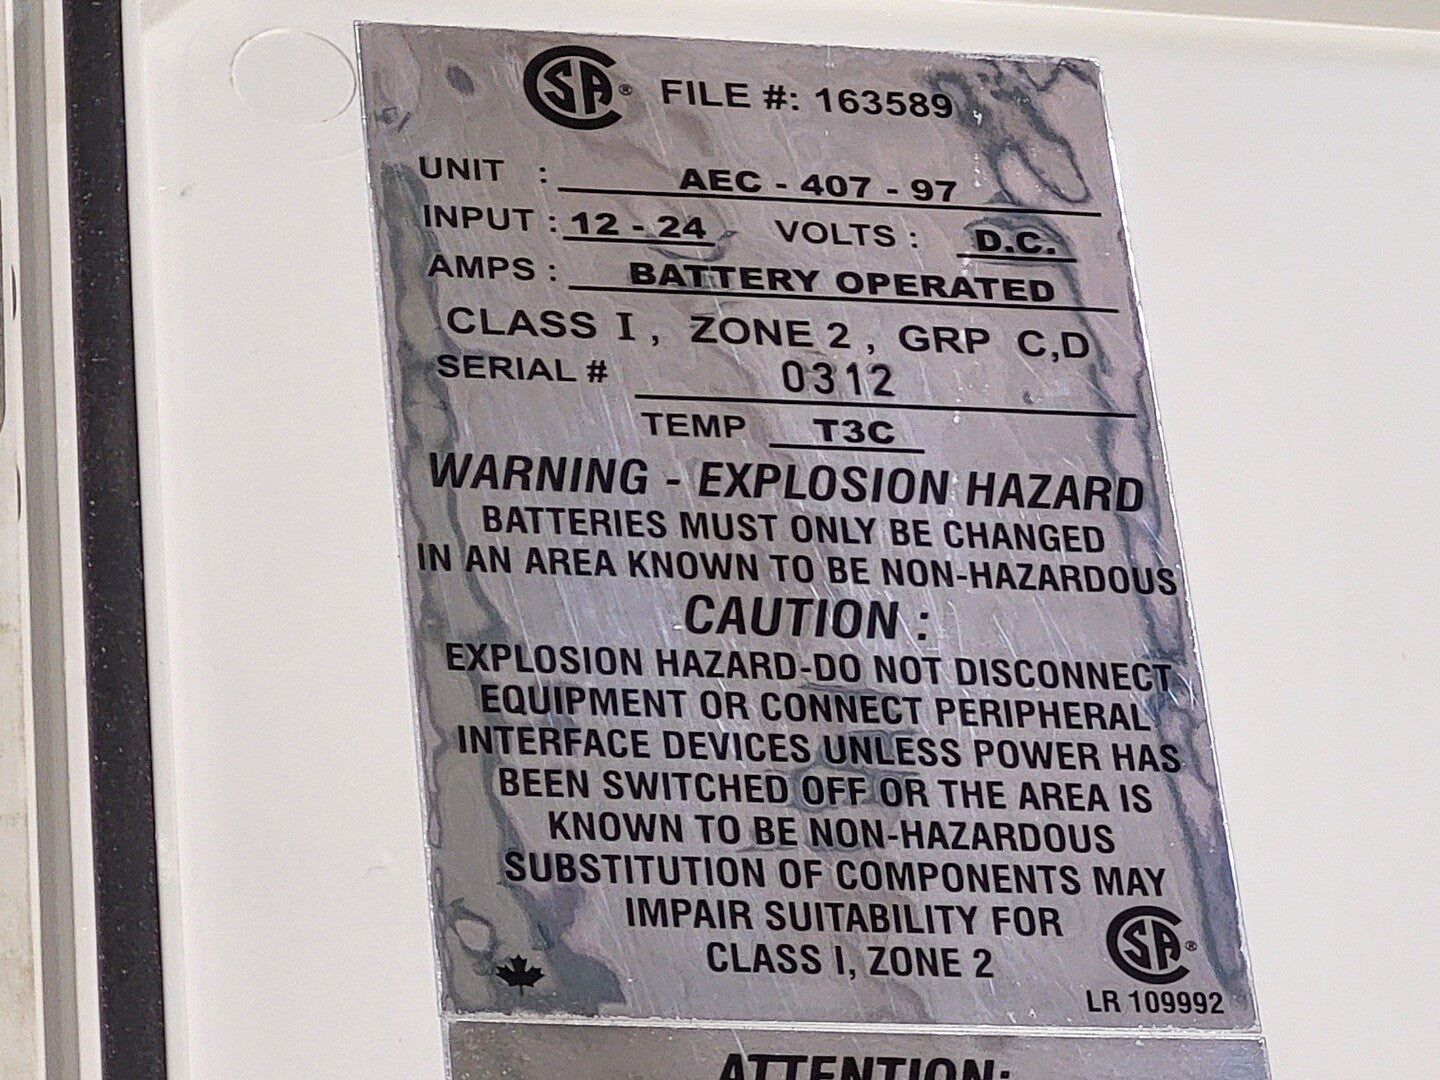 CSA® FILE #: 163589
UNIT : AEC - 407 - 97
INPUT : 12 - 24 VOLTS : D.C.
AMPS : BATTERY OPERATED
CLASS I , ZONE 2 , GRP C,D
SERIAL # 0312
TEMP T3C
WARNING - EXPLOSION HAZARD
BATTERIES MUST ONLY BE CHANGED
IN AN AREA KNOWN TO BE NON-HAZARDOUS
CAUTION :
EXPLOSION HAZARD-DO NOT DISCONNECT
EQUIPMENT OR CONNECT PERIPHERAL
INTERFACE DEVICES UNLESS POWER HAS
BEEN SWITCHED OFF OR THE AREA IS
KNOWN TO BE NON-HAZARDOUS
SUBSTITUTION OF COMPONENTS MAY
IMPAIR SUITABILITY FOR
CLASS I, ZONE 2
CSA®
LR 109992
ATTENTION: